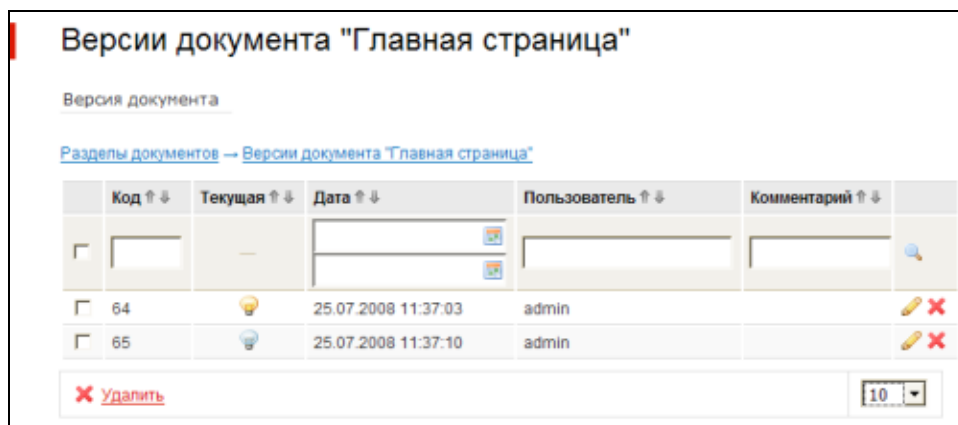 Версии документа "Главная страница"
Версия документа
Разделы документов → Версии документа "Главная страница"
Код ⇑ ⇓ Текущая ⇑ ⇓ Дата ⇑ ⇓ Пользователь ⇑ ⇓ Комментарий ⇑ ⇓
64 25.07.2008 11:37:03 admin
65 25.07.2008 11:37:10 admin
Удалить 10